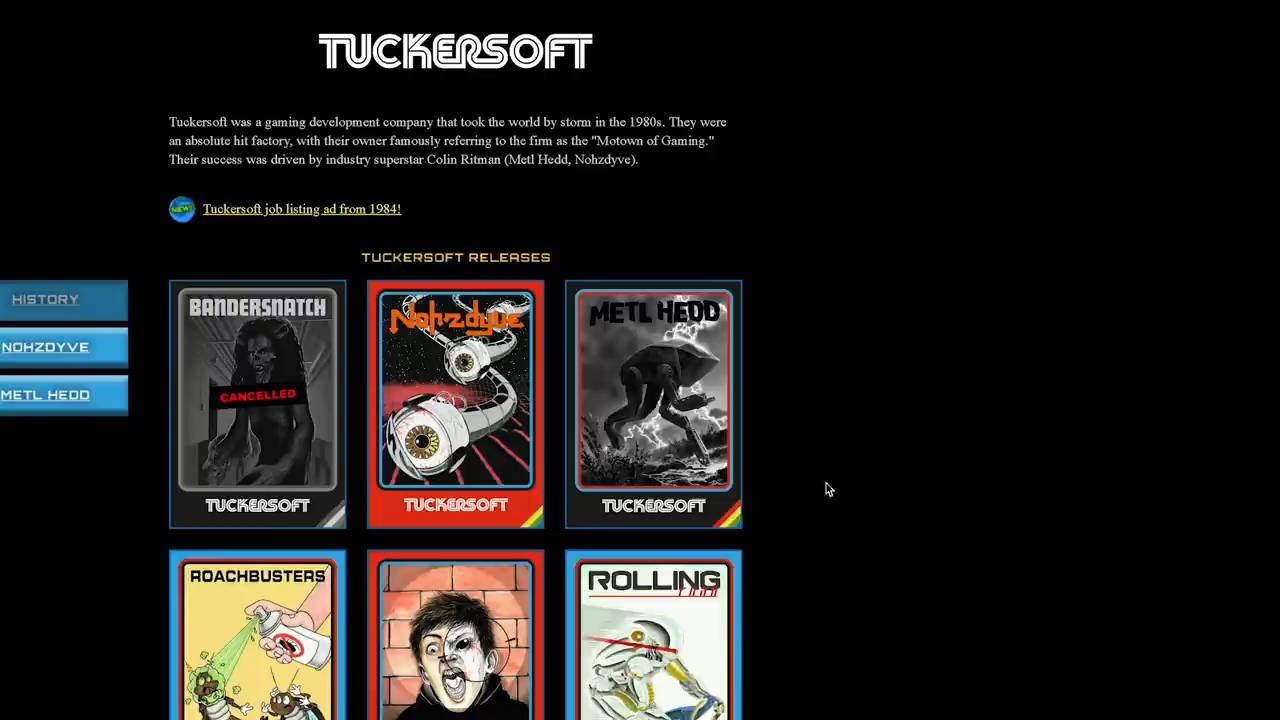 TUCKERSOFT
Tuckersoft was a gaming development company that took the world by storm in the 1980s. They were
an absolute hit factory, with their owner famously referring to the firm as the "Motown of Gaming."
Their success was driven by industry superstar Colin Ritman (Metl Hedd, Nohzdyve).
NEW!
Tuckersoft job listing ad from 1984!
TUCKERSOFT RELEASES
HISTORY
NOHZDYVE
METL HEDD
BANDERSNATCH
CANCELLED
TUCKERSOFT
Nohzdyve
TUCKERSOFT
METL HEDD
TUCKERSOFT
ROACHBUSTERS
ROLLING